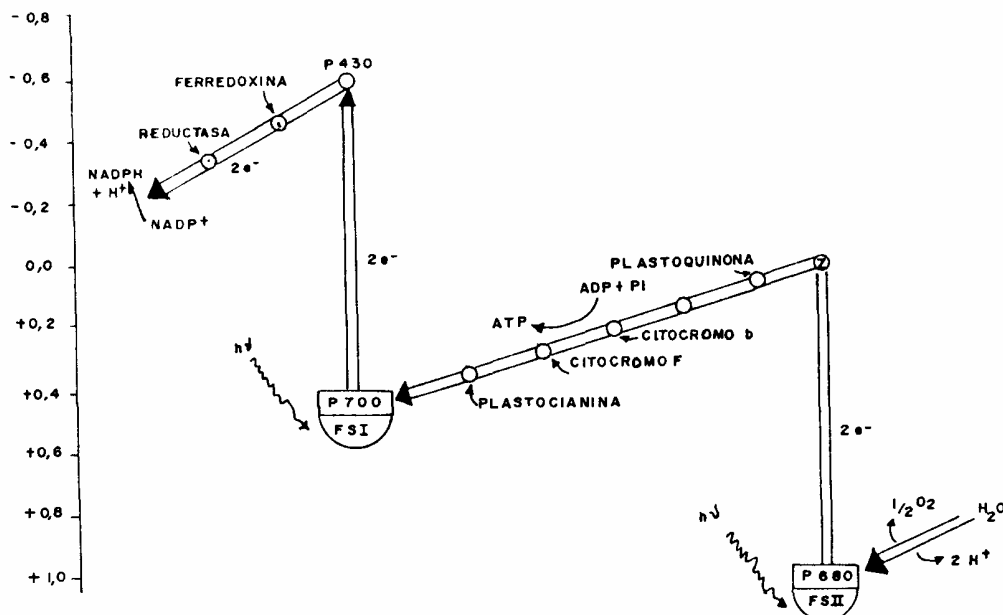 - 0,8
- 0,6
- 0,4
- 0,2
0,0
+ 0,2
+0,4
+0,6
+ 0,8
+ 1,0
P 430
FERREDOXINA
REDUCTASA
2 e-
NADPH
+ H+
NADP+
2e-
PLASTOQUINONA
Z
ADP + PI
ATP
CITOCROMO b
CITOCROMO F
PLASTOCIANINA
hν
P 700
FSI
2 e-
hν
1/2 O2
H2O
2 H+
P 680
FSII